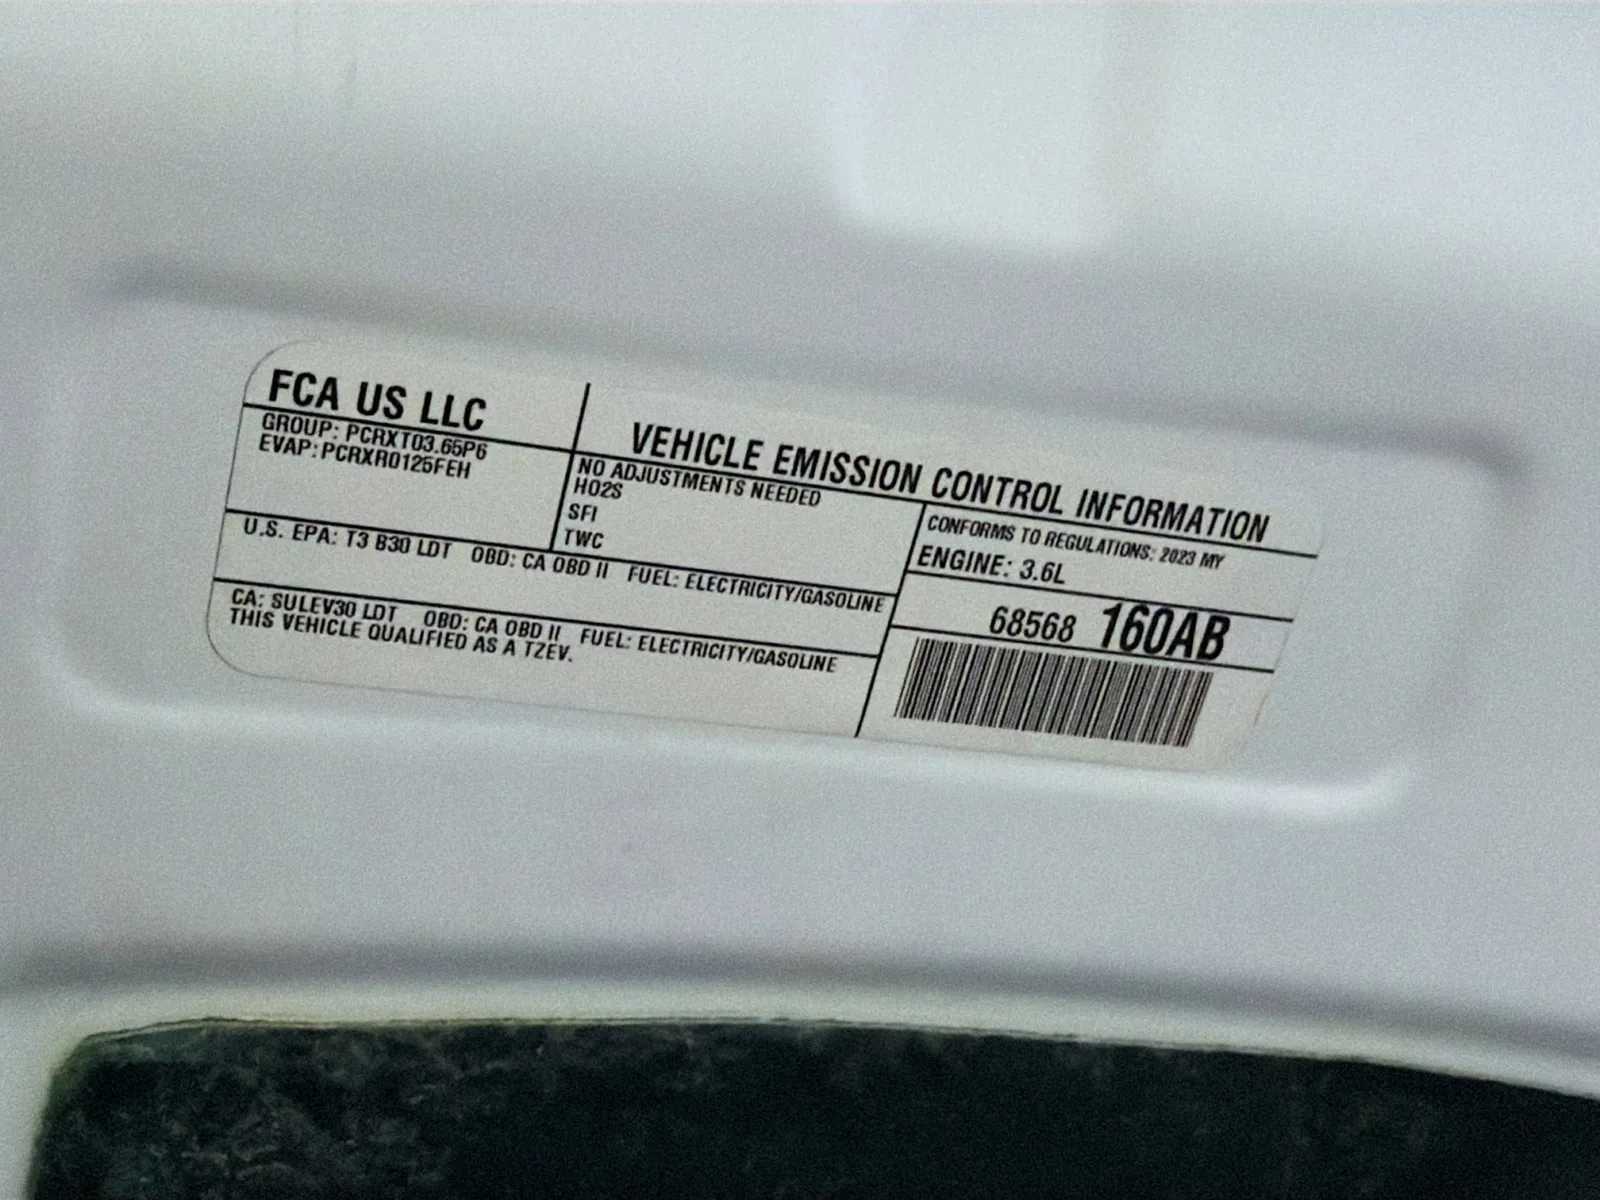 FCA US LLC
VEHICLE EMISSION CONTROL INFORMATION
GROUP: PCRXT03.65P6
EVAP: PCRXR0125FEH
NO ADJUSTMENTS NEEDED
HO2S
SFI
TWC
CONFORMS TO REGULATIONS: 2023 MY
ENGINE: 3.6L
U.S. EPA: T3 B30 LDT OBD: CA OBD II FUEL: ELECTRICITY/GASOLINE
CA: SULEV30 LDT OBD: CA OBD II FUEL: ELECTRICITY/GASOLINE
THIS VEHICLE QUALIFIED AS A TZEV.
68568 160AB